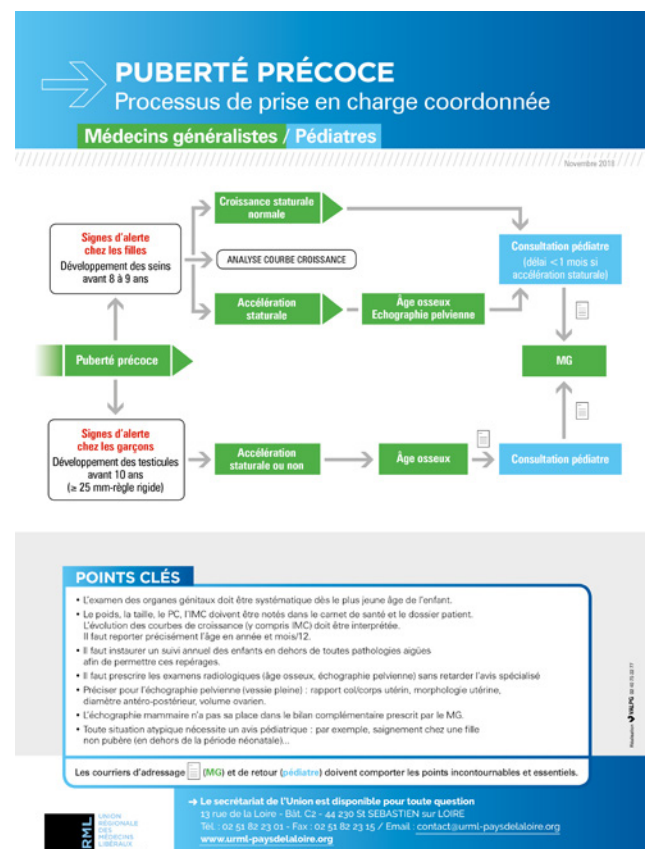 PUBERTÉ PRÉCOCE
Processus de prise en charge coordonnée
Médecins généralistes / Pédiatres
Novembre 2018
Croissance staturale
normale
Signes d'alerte
chez les filles
Développement des seins
avant 8 à 9 ans
ANALYSE COURBE CROISSANCE
Consultation pédiatre
(délai <1 mois si
accélération staturale)
Accélération
staturale
Âge osseux
Echographie pelvienne
Puberté précoce
MG
Signes d'alerte
chez les garçons
Développement des testicules
avant 10 ans
(≥ 25 mm-règle rigide)
Accélération
staturale ou non
Âge osseux
Consultation pédiatre
POINTS CLÉS
• L'examen des organes génitaux doit être systématique dès le plus jeune âge de l'enfant.
• Le poids, la taille, le PC, l'IMC doivent être notés dans le carnet de santé et le dossier patient.
L'évolution des courbes de croissance (y compris IMC) doit être interprétée.
Il faut reporter précisément l'âge en année et mois/12.
• Il faut instaurer un suivi annuel des enfants en dehors de toutes pathologies aigües
afin de permettre ces repérages.
• Il faut prescrire les examens radiologiques (âge osseux, échographie pelvienne) sans retarder l'avis spécialisé
• Préciser pour l'échographie pelvienne (vessie pleine) : rapport col/corps utérin, morphologie utérine,
diamètre antéro-postérieur, volume ovarien.
• L'échographie mammaire n'a pas sa place dans le bilan complémentaire prescrit par le MG.
• Toute situation atypique nécessite un avis pédiatrique : par exemple, saignement chez une fille
non pubère (en dehors de la période néonatale)...
Les courriers d'adressage (MG) et de retour (pédiatre) doivent comporter les points incontournables et essentiels.
→ Le secrétariat de l'Union est disponible pour toute question
13 rue de la Loire - Bât. C2 - 44 230 St SEBASTIEN sur LOIRE
Tél. : 02 51 82 23 01 - Fax : 02 51 82 23 15 / Email : contact@urml-paysdelaloire.org
www.urml-paysdelaloire.org
URML
UNION
RÉGIONALE
DES
MÉDECINS
LIBÉRAUX